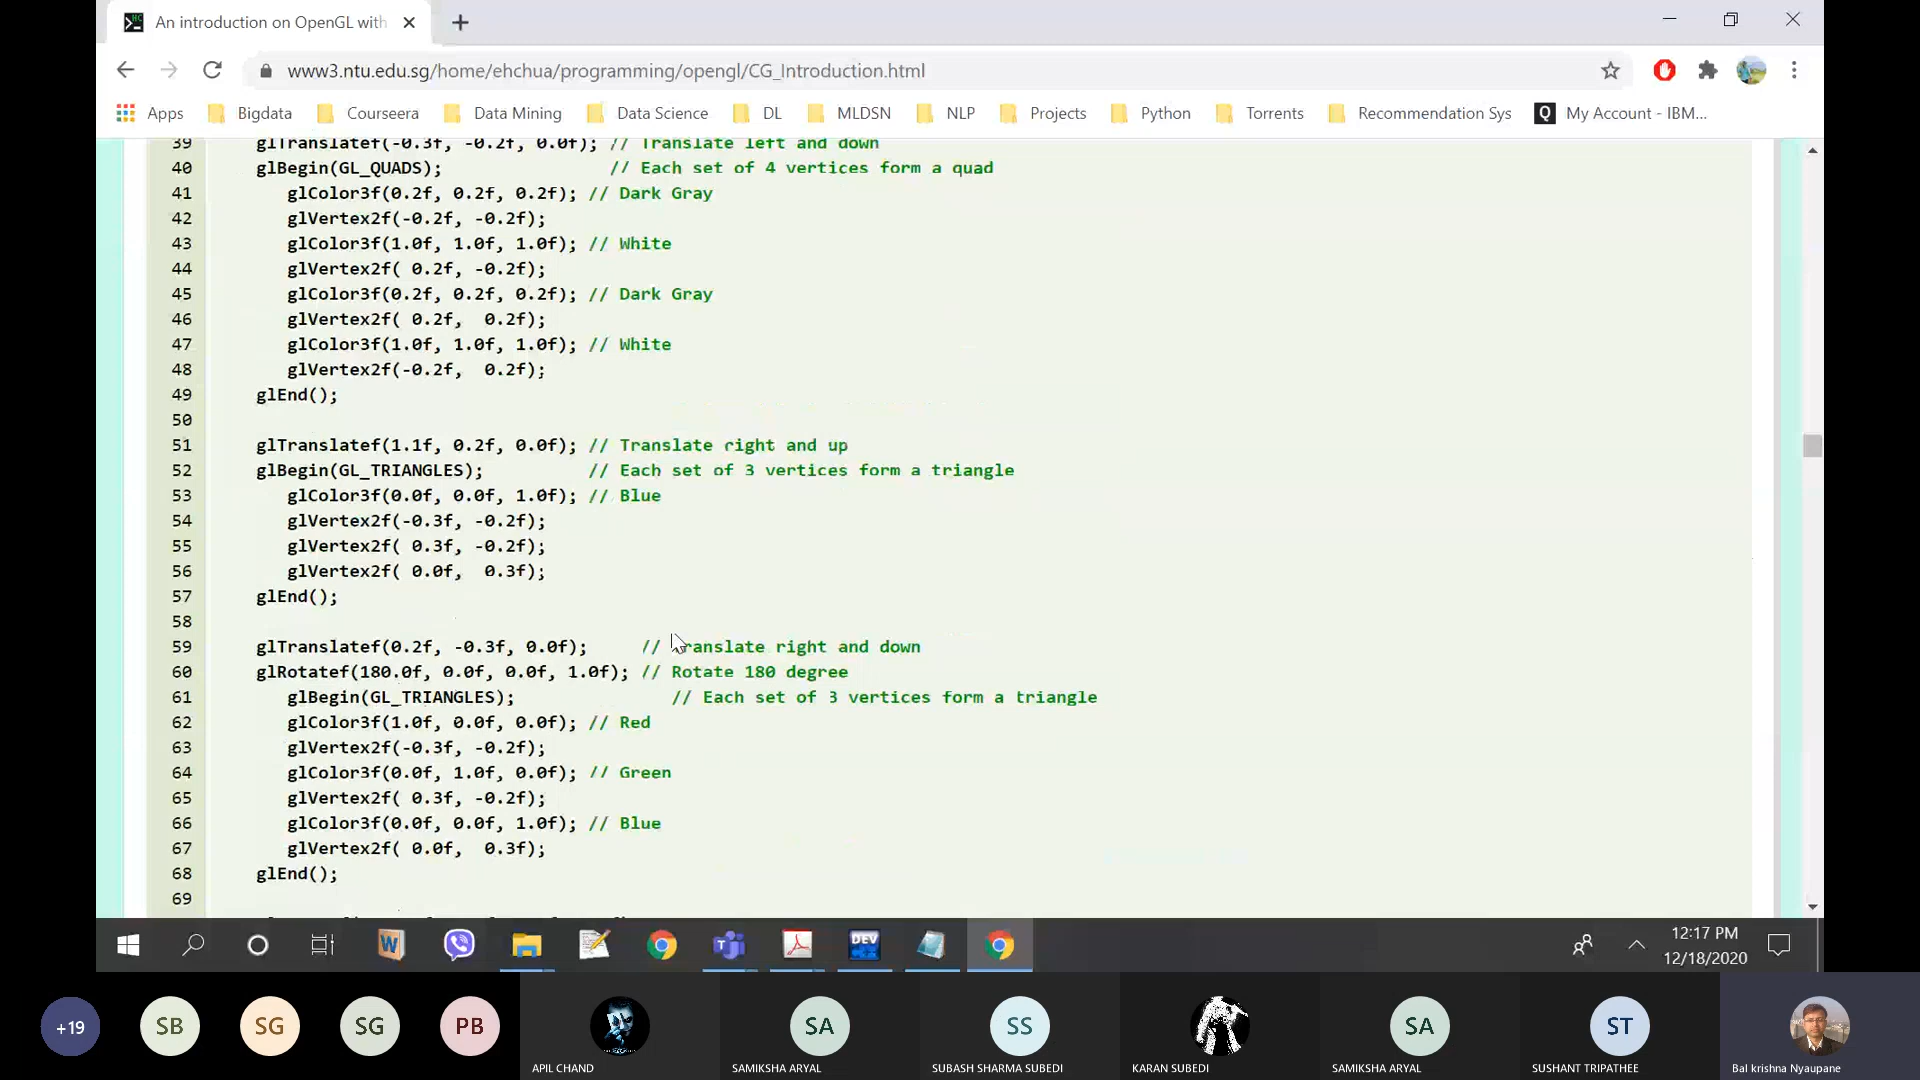 An introduction on OpenGL with
www3.ntu.edu.sg/home/ehchua/programming/opengl/CG_Introduction.html
Apps Bigdata Courseera Data Mining Data Science DL MLDSN NLP Projects Python Torrents Recommendation Sys Q My Account - IBM...
39 glTranslatef(-0.3f, -0.2f, 0.0f); // Translate left and down
40 glBegin(GL_QUADS); // Each set of 4 vertices form a quad
41 glColor3f(0.2f, 0.2f, 0.2f); // Dark Gray
42 glVertex2f(-0.2f, -0.2f);
43 glColor3f(1.0f, 1.0f, 1.0f); // White
44 glVertex2f( 0.2f, -0.2f);
45 glColor3f(0.2f, 0.2f, 0.2f); // Dark Gray
46 glVertex2f( 0.2f, 0.2f);
47 glColor3f(1.0f, 1.0f, 1.0f); // White
48 glVertex2f(-0.2f, 0.2f);
49 glEnd();
50
51 glTranslatef(1.1f, 0.2f, 0.0f); // Translate right and up
52 glBegin(GL_TRIANGLES); // Each set of 3 vertices form a triangle
53 glColor3f(0.0f, 0.0f, 1.0f); // Blue
54 glVertex2f(-0.3f, -0.2f);
55 glVertex2f( 0.3f, -0.2f);
56 glVertex2f( 0.0f, 0.3f);
57 glEnd();
58
59 glTranslatef(0.2f, -0.3f, 0.0f); // Translate right and down
60 glRotatef(180.0f, 0.0f, 0.0f, 1.0f); // Rotate 180 degree
61 glBegin(GL_TRIANGLES); // Each set of 3 vertices form a triangle
62 glColor3f(1.0f, 0.0f, 0.0f); // Red
63 glVertex2f(-0.3f, -0.2f);
64 glColor3f(0.0f, 1.0f, 0.0f); // Green
65 glVertex2f( 0.3f, -0.2f);
66 glColor3f(0.0f, 0.0f, 1.0f); // Blue
67 glVertex2f( 0.0f, 0.3f);
68 glEnd();
69
W DEV 12:17 PM
12/18/2020
+19 SB SG SG PB SA SS SA ST
APIL CHAND SAMIKSHA ARYAL SUBASH SHARMA SUBEDI KARAN SUBEDI SAMIKSHA ARYAL SUSHANT TRIPATHEE Bal krishna Nyaupane